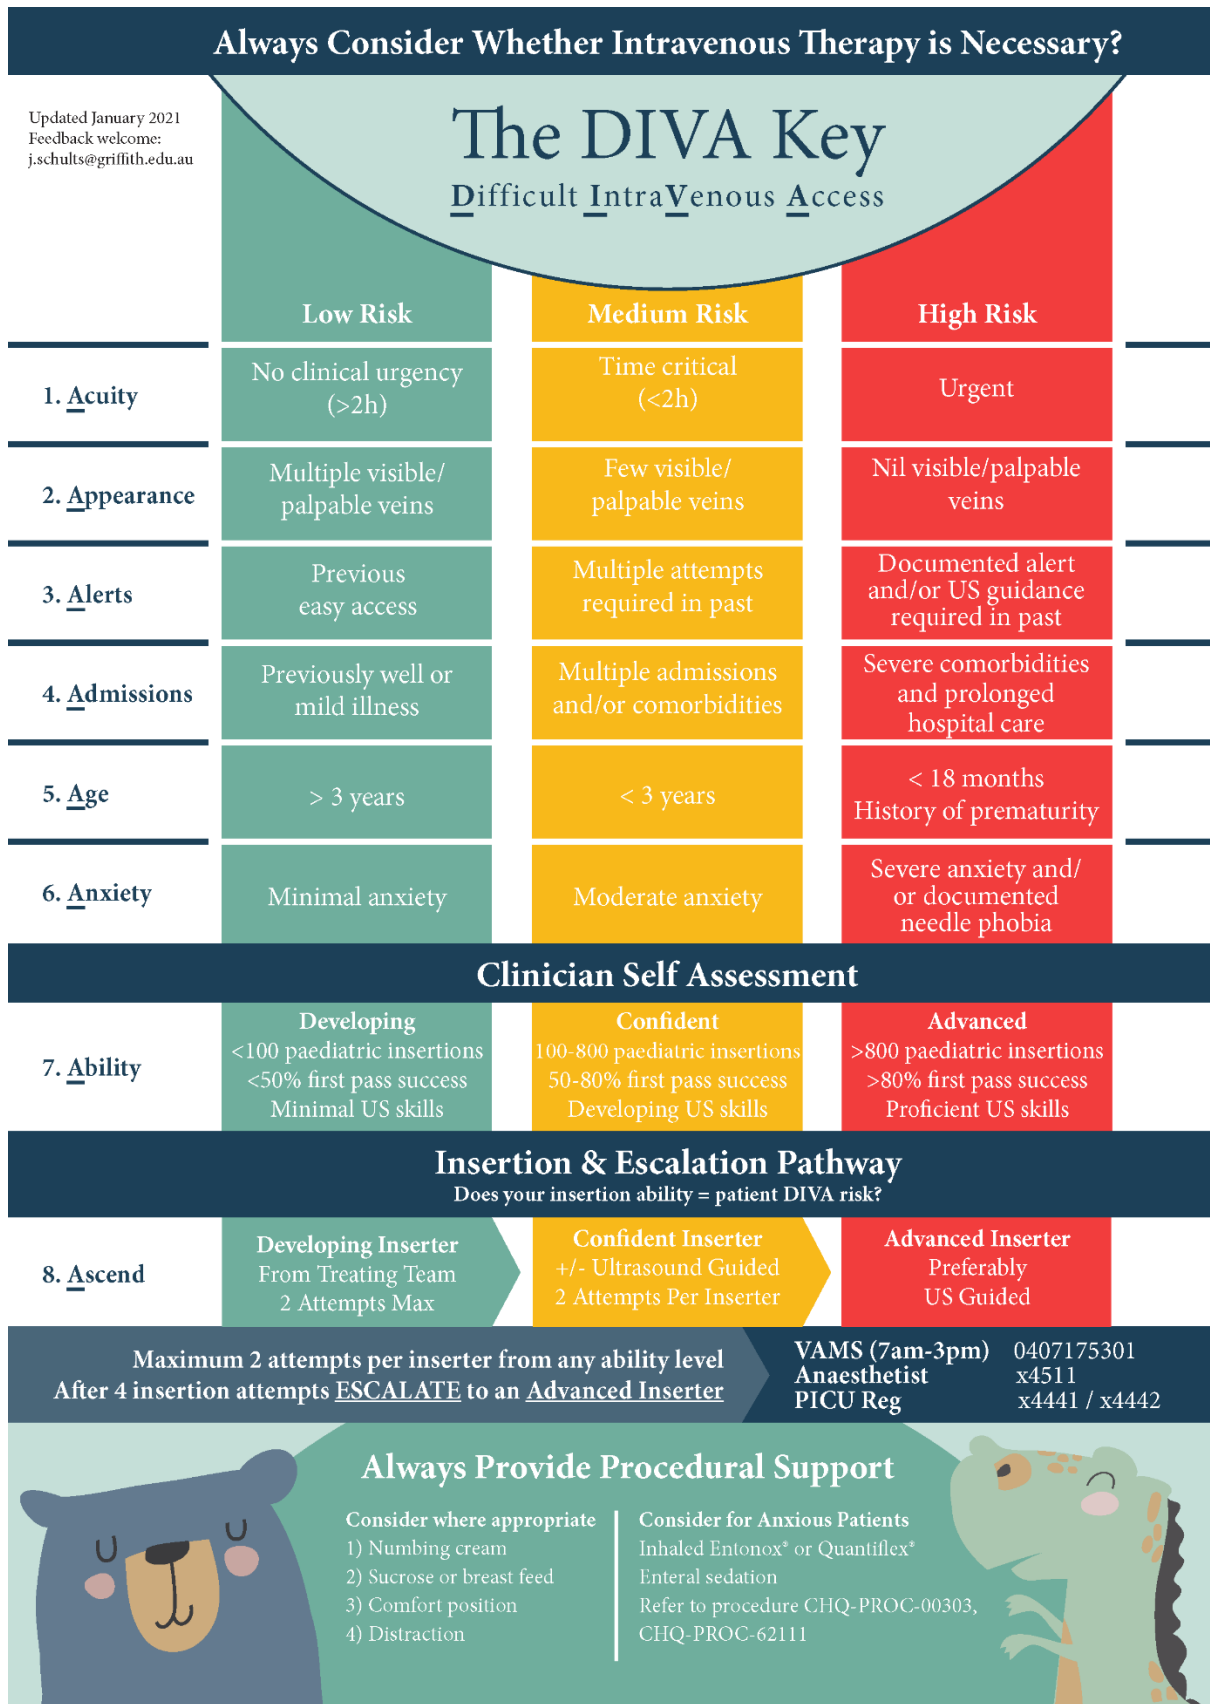 Always Consider Whether Intravenous Therapy is Necessary?
Updated January 2021
Feedback welcome:
j.schults@griffith.edu.au
The DIVA Key
Difficult IntraVenous Access
Low Risk
Medium Risk
High Risk
1. Acuity
No clinical urgency
(>2h)
Time critical
(<2h)
Urgent
2. Appearance
Multiple visible/
palpable veins
Few visible/
palpable veins
Nil visible/palpable
veins
3. Alerts
Previous
easy access
Multiple attempts
required in past
Documented alert
and/or US guidance
required in past
4. Admissions
Previously well or
mild illness
Multiple admissions
and/or comorbidities
Severe comorbidities
and prolonged
hospital care
5. Age
> 3 years
< 3 years
< 18 months
History of prematurity
6. Anxiety
Minimal anxiety
Moderate anxiety
Severe anxiety and/
or documented
needle phobia
Clinician Self Assessment
7. Ability
Developing
<100 paediatric insertions
<50% first pass success
Minimal US skills
Confident
100-800 paediatric insertions
50-80% first pass success
Developing US skills
Advanced
>800 paediatric insertions
>80% first pass success
Proficient US skills
Insertion & Escalation Pathway
Does your insertion ability = patient DIVA risk?
8. Ascend
Developing Inserter
From Treating Team
2 Attempts Max
Confident Inserter
+/- Ultrasound Guided
2 Attempts Per Inserter
Advanced Inserter
Preferably
US Guided
Maximum 2 attempts per inserter from any ability level
After 4 insertion attempts ESCALATE to an Advanced Inserter
VAMS (7am-3pm) 0407175301
Anaesthetist x4511
PICU Reg x4441 / x4442
Always Provide Procedural Support
Consider where appropriate
1) Numbing cream
2) Sucrose or breast feed
3) Comfort position
4) Distraction
Consider for Anxious Patients
Inhaled Entonox® or Quantiflex®
Enteral sedation
Refer to procedure CHQ-PROC-00303,
CHQ-PROC-62111